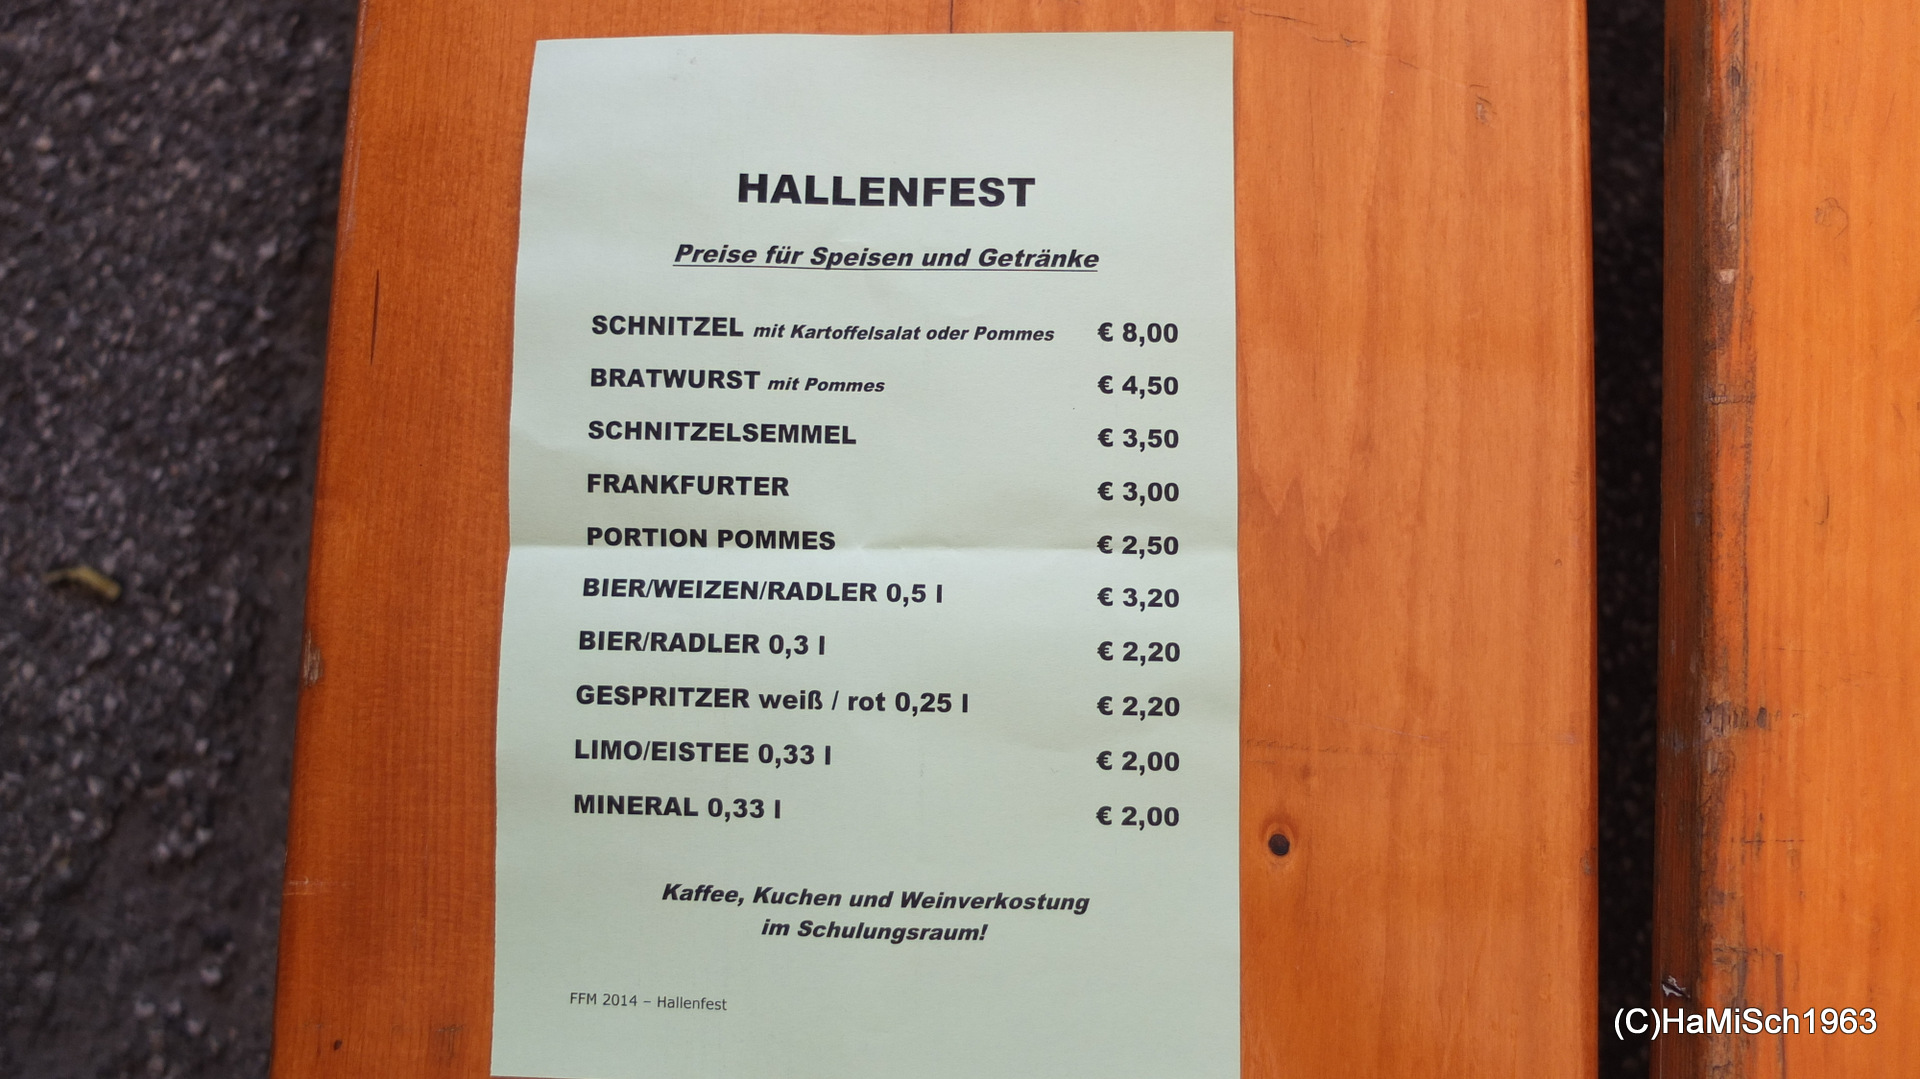 HALLENFEST
Preise für Speisen und Getränke
SCHNITZEL mit Kartoffelsalat oder Pommes € 8,00
BRATWURST mit Pommes € 4,50
SCHNITZELSEMMEL € 3,50
FRANKFURTER € 3,00
PORTION POMMES € 2,50
BIER/WEIZEN/RADLER 0,5 l € 3,20
BIER/RADLER 0,3 l € 2,20
GESPRITZER weiß / rot 0,25 l € 2,20
LIMO/EISTEE 0,33 l € 2,00
MINERAL 0,33 l € 2,00
Kaffee, Kuchen und Weinverkostung
im Schulungsraum!
FFM 2014 – Hallenfest
(C)HaMiSch1963